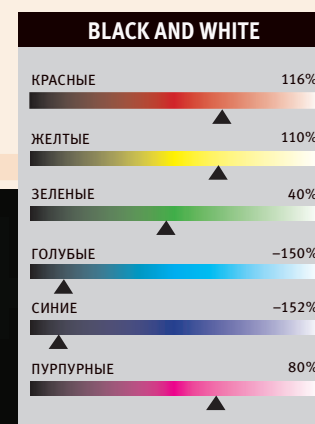 BLACK AND WHITE
КРАСНЫЕ 116%
ЖЕЛТЫЕ 110%
ЗЕЛЕНЫЕ 40%
ГОЛУБЫЕ –150%
СИНИЕ –152%
ПУРПУРНЫЕ 80%